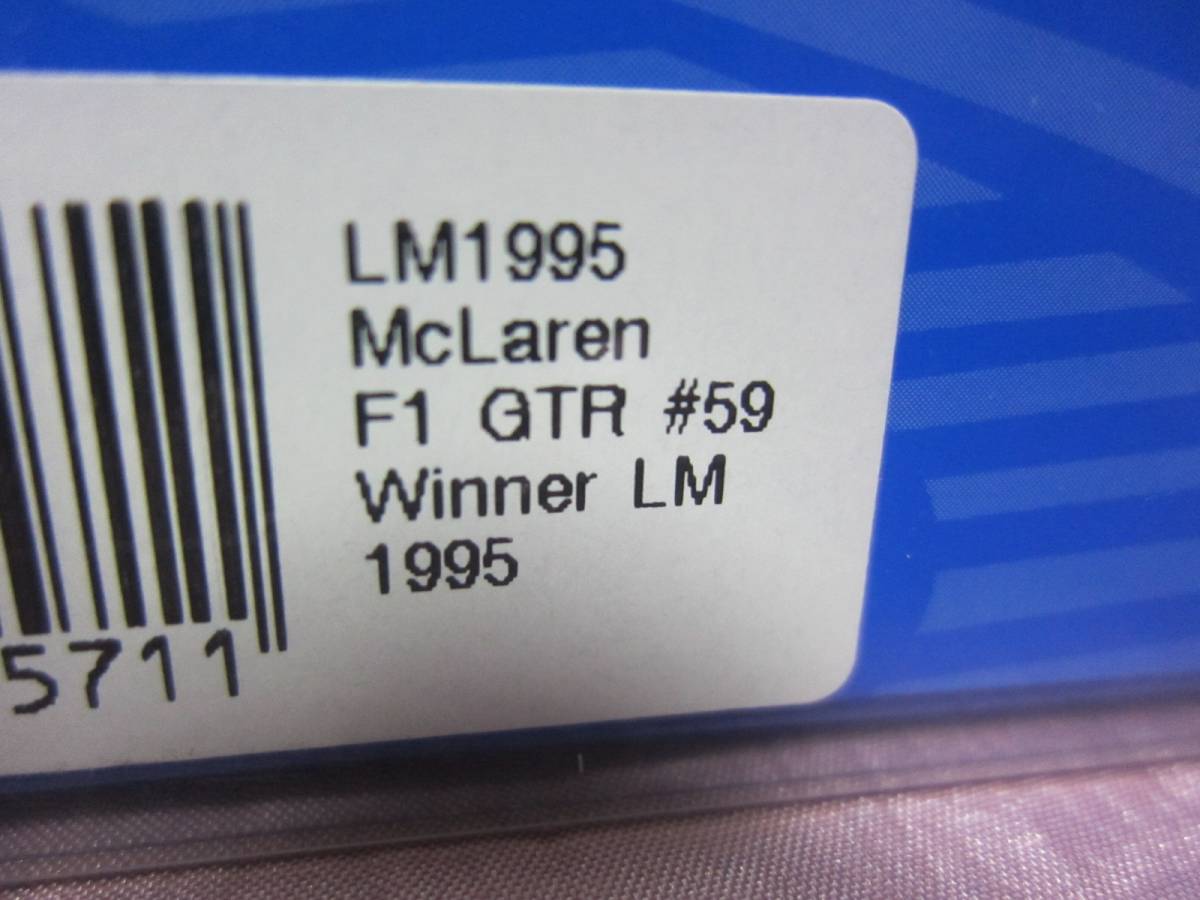 LM1995
McLaren
F1 GTR #59
Winner LM
1995
5711